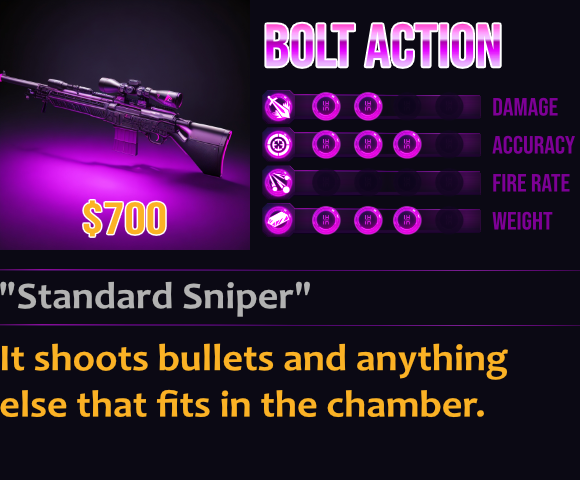 BOLT ACTION
DAMAGE
ACCURACY
FIRE RATE
WEIGHT
$700
"Standard Sniper"
It shoots bullets and anything
else that fits in the chamber.